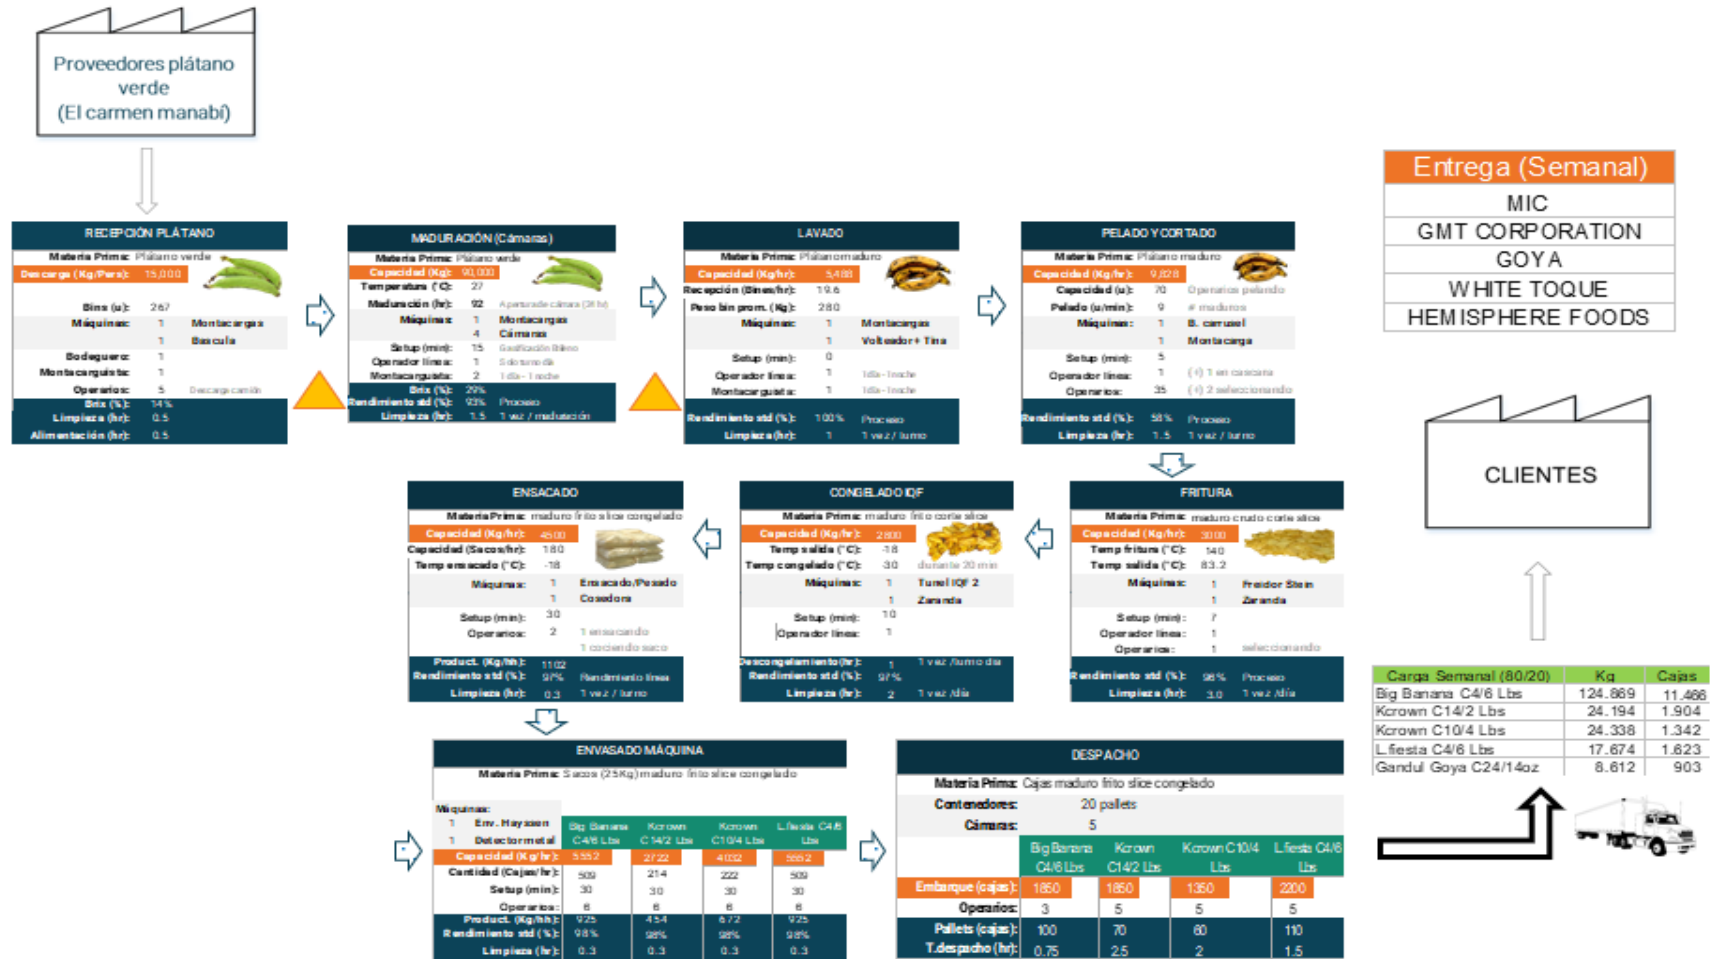 Proveedores plátano
verde
(El carmen manabí)
RECEPCIÓN PLÁTANO
Materia Prima: Plátano verde
Descarga (Kg/Pers): 15,000
Bins (u): 267
Máquinas: 1 Montacargas
1 Bascula
Bodeguero: 1
Montacarguista: 1
Operarios: 5 Descarga camión
Brix (%): 14%
Limpieza (hr): 0.5
Alimentación (hr): 0.5
MADURACIÓN (Cámaras)
Materia Prima: Plátano verde
Capacidad (Kg): 90,000
Temperatura (°C): 27
Maduración (hr): 92 Apertura de cámara (24 hr)
Máquinas: 1 Montacargas
4 Cámaras
Setup (min): 15 Gasificación Etileno
Operador línea: 1 Solo turno día
Montacarguista: 2 1 día - 1 noche
Brix (%): 29%
Rendimiento std (%): 93% Proceso
Limpieza (hr): 1.5 1 vez / maduración
LAVADO
Materia Prima: Plátano maduro
Capacidad (Kg/hr): 5,488
Recepción (Bines/hr): 19.6
Peso bin prom. (Kg): 280
Máquinas: 1 Montacargas
1 Volteador + Tina
Setup (min): 0
Operador línea: 1 1día - 1noche
Montacarguista: 1 1día - 1noche
Rendimiento std (%): 100% Proceso
Limpieza (hr): 1 1 vez / turno
PELADO Y CORTADO
Materia Prima: Plátano maduro
Capacidad (Kg/hr): 9,828
Capacidad (u): 70 Operarios pelando
Pelado (u/min): 9 # maduros
Máquinas: 1 B. carrusel
1 Montacarga
Setup (min): 5
Operador línea: 1 (+) 1 en cascara
Operarios: 35 (+) 2 seleccionando
Rendimiento std (%): 58% Proceso
Limpieza (hr): 1.5 1 vez / turno
Entrega (Semanal)
MIC
GMT CORPORATION
GOYA
WHITE TOQUE
HEMISPHERE FOODS
CLIENTES
ENSACADO
Materia Prima: maduro frito slice congelado
Capacidad (Kg/hr): 4500
Capacidad (Sacos/hr): 180
Temp ensacado (°C): -18
Máquinas: 1 Ensacado/Pesado
1 Cosedora
Setup (min): 30
Operarios: 2 1 ensacando
1 cociendo saco
Product. (Kg/hh): 1102
Rendimiento std (%): 97% Rendimiento línea
Limpieza (hr): 0.3 1 vez / turno
CONGELADO IQF
Materia Prima: maduro frito corte slice
Capacidad (Kg/hr): 2800
Temp salida (°C): -18
Temp congelado (°C): -30 durante 20 min
Máquinas: 1 Tunel IQF 2
1 Zaranda
Setup (min): 10
Operador línea: 1
Descongelamiento (hr): 1 1 vez /turno dia
Rendimiento std (%): 97%
Limpieza (hr): 2 1 vez /día
FRITURA
Materia Prima: maduro crudo corte slice
Capacidad (Kg/hr): 3000
Temp fritura (°C): 140
Temp salida (°C): 83.2
Máquinas: 1 Freidor Stein
1 Zaranda
Setup (min): 7
Operador línea: 1
Operarios: 1 seleccionando
Rendimiento std (%): 96% Proceso
Limpieza (hr): 3.0 1 vez /día
Carga Semanal (80/20) Kg Cajas
Big Banana C4/6 Lbs 124.869 11.466
Kcrown C14/2 Lbs 24.194 1.904
Kcrown C10/4 Lbs 24.338 1.342
L.fiesta C4/6 Lbs 17.674 1.623
Gandul Goya C24/14oz 8.612 903
ENVASADO MÁQUINA
Materia Prima: Sacos (25Kg) maduro frito slice congelado
Máquinas:
1 Env. Hayssen
1 Detector metal
Big Banana C4/6 Lbs Kcrown C14/2 Lbs Kcrown C10/4 Lbs L.fiesta C4/6 Lbs
Capacidad (Kg/hr): 5552 2722 4032 5552
Cantidad (Cajas/hr): 509 214 222 509
Setup (min): 30 30 30 30
Operarios: 6 6 6 6
Product. (Kg/hh): 925 454 672 925
Rendimiento std (%): 98% 98% 98% 98%
Limpieza (hr): 0.3 0.3 0.3 0.3
DESPACHO
Materia Prima: Cajas maduro frito slice congelado
Contenedores: 20 pallets
Cámaras: 5
Big Banana C4/6 Lbs Kcrown C14/2 Lbs Kcrown C10/4 Lbs L.fiesta C4/6 Lbs
Embarque (cajas): 1850 1850 1350 2200
Operarios: 3 5 5 5
Pallets (cajas): 100 70 60 110
T.despacho (hr): 0.75 2.5 2 1.5